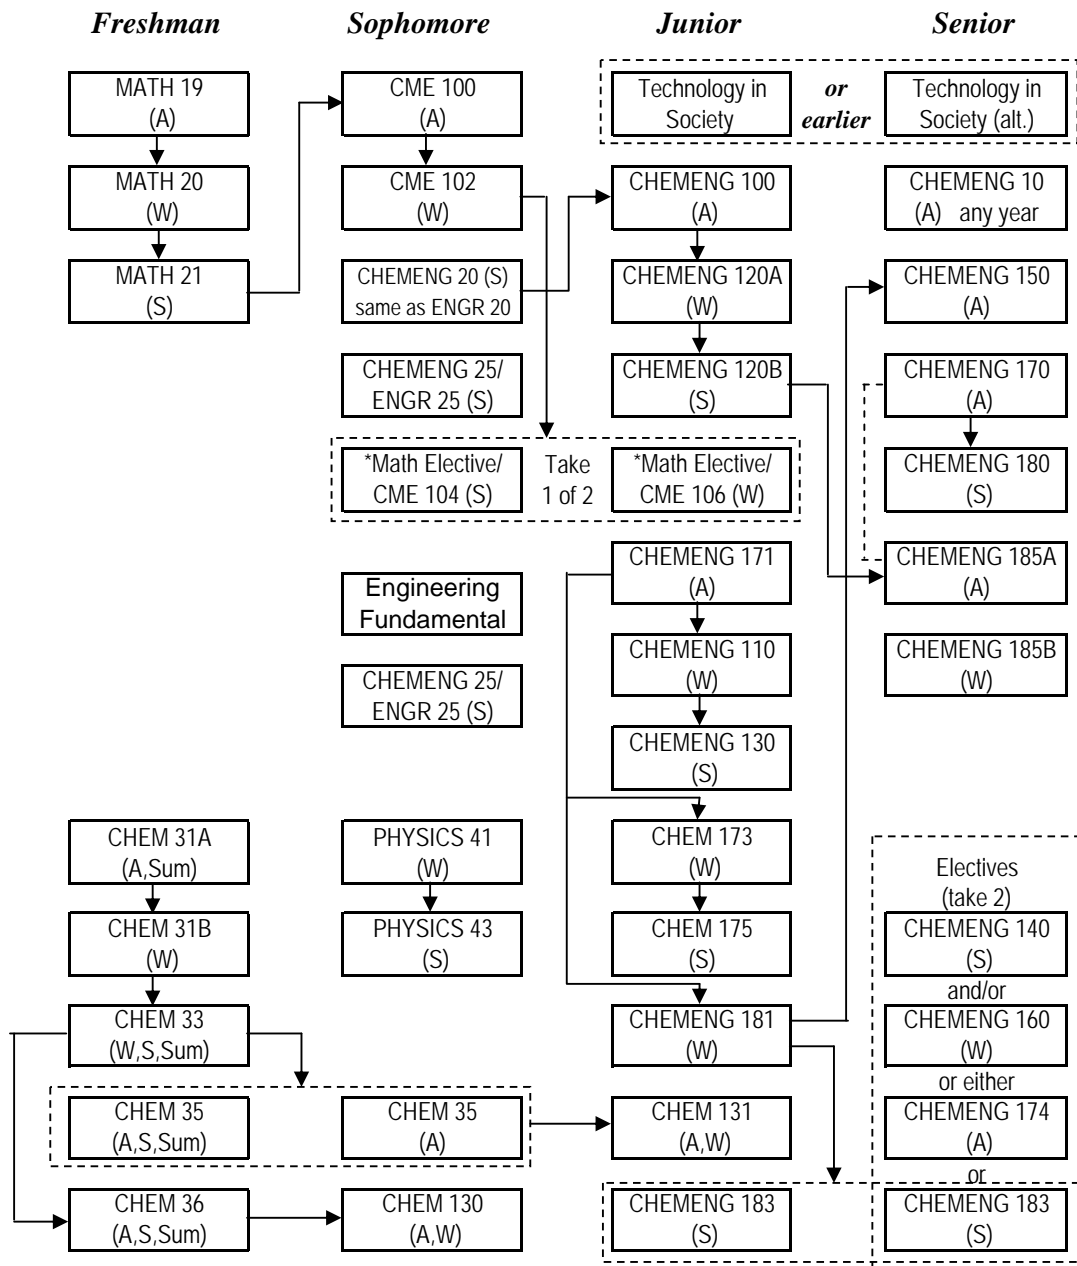 Freshman
Sophomore
Junior
Senior
MATH 19
(A)
MATH 20
(W)
MATH 21
(S)
CHEM 31A
(A,Sum)
CHEM 31B
(W)
CHEM 33
(W,S,Sum)
CHEM 35
(A,S,Sum)
CHEM 36
(A,S,Sum)
CME 100
(A)
CME 102
(W)
CHEMENG 20 (S)
same as ENGR 20
CHEMENG 25/
ENGR 25 (S)
*Math Elective/
CME 104 (S)
Take
1 of 2
*Math Elective/
CME 106 (W)
Engineering
Fundamental
CHEMENG 25/
ENGR 25 (S)
PHYSICS 41
(W)
PHYSICS 43
(S)
CHEM 35
(A)
CHEM 130
(A,W)
Technology in
Society
or
earlier
Technology in
Society (alt.)
CHEMENG 100
(A)
CHEMENG 120A
(W)
CHEMENG 120B
(S)
CHEMENG 171
(A)
CHEMENG 110
(W)
CHEMENG 130
(S)
CHEM 173
(W)
CHEM 175
(S)
CHEMENG 181
(W)
CHEM 131
(A,W)
CHEMENG 183
(S)
CHEMENG 10
(A) any year
CHEMENG 150
(A)
CHEMENG 170
(A)
CHEMENG 180
(S)
CHEMENG 185A
(A)
CHEMENG 185B
(W)
Electives
(take 2)
CHEMENG 140
(S)
and/or
CHEMENG 160
(W)
or either
CHEMENG 174
(A)
or
CHEMENG 183
(S)